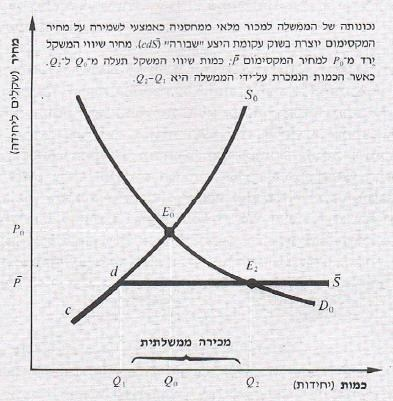 נכונותה של הממשלה למכור מלאי ממחסניה כאמצעי לשמירה על מחיר
המקסימום יוצרת בשוק עקומת היצע "שבורה" (cdS̄). מחיר שיווי המשקל
יֵרד מ־P₀ למחיר המקסימום P̄; כמות שיווי המשקל תעלה מ־Q₀ ל־Q₂.
כאשר הכמות הנמכרת על־ידי הממשלה היא Q₂–Q₁.
מחיר (שקלים ליחידה)
S₀
E₀
P₀
d
E₂
P̄
S̄
D₀
c
מכירה ממשלתית
Q₁
Q₀
Q₂
כמות (יחידות)